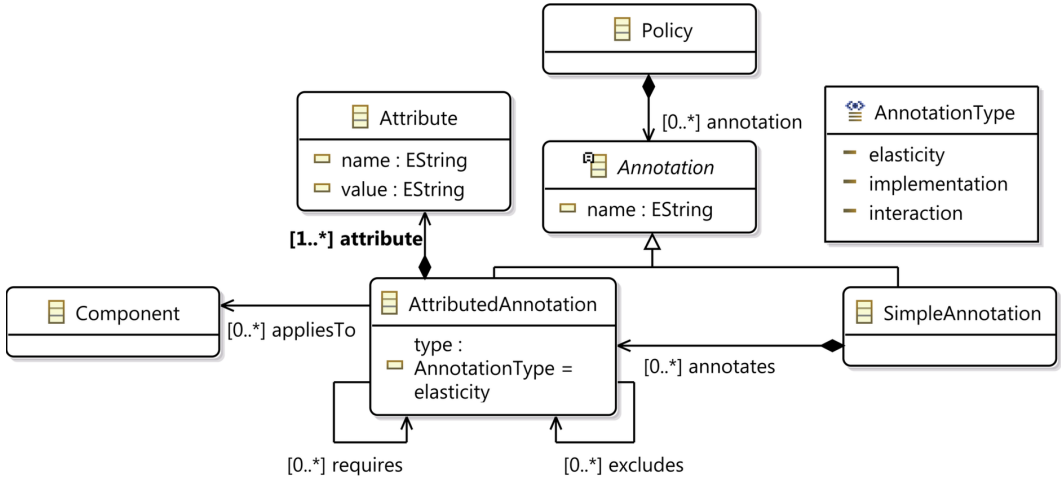 Policy
[0..*] annotation
Attribute
name : EString
value : EString
[1..*] attribute
Annotation
name : EString
AnnotationType
elasticity
implementation
interaction
Component
[0..*] appliesTo
AttributedAnnotation
type :
AnnotationType =
elasticity
SimpleAnnotation
[0..*] annotates
[0..*] requires
[0..*] excludes